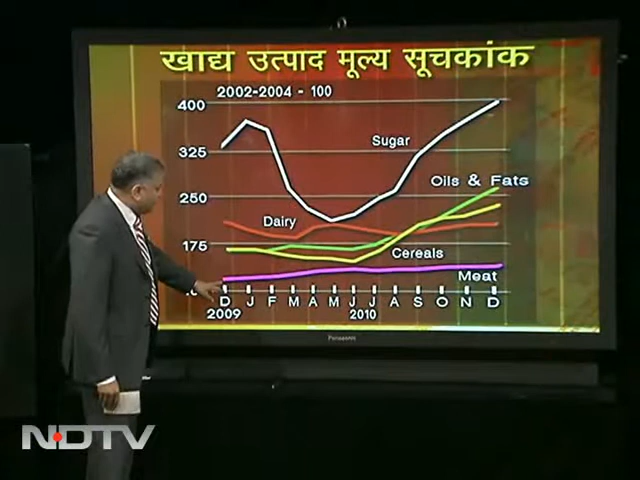 खाद्य उत्पाद मूल्य सूचकांक
2002-2004 - 100
400
Sugar
325
Oils & Fats
250
Dairy
175
Cereals
Meat
D J F M A M J J A S O N D
2009 2010
Panasonic
NDTV